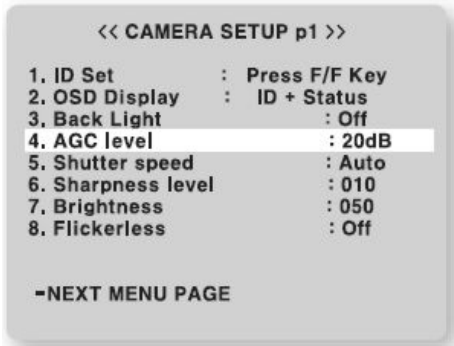 << CAMERA SETUP p1 >>
1. ID Set : Press F/F Key
2. OSD Display : ID + Status
3. Back Light : Off
4. AGC level : 20dB
5. Shutter speed : Auto
6. Sharpness level : 010
7. Brightness : 050
8. Flickerless : Off
-NEXT MENU PAGE